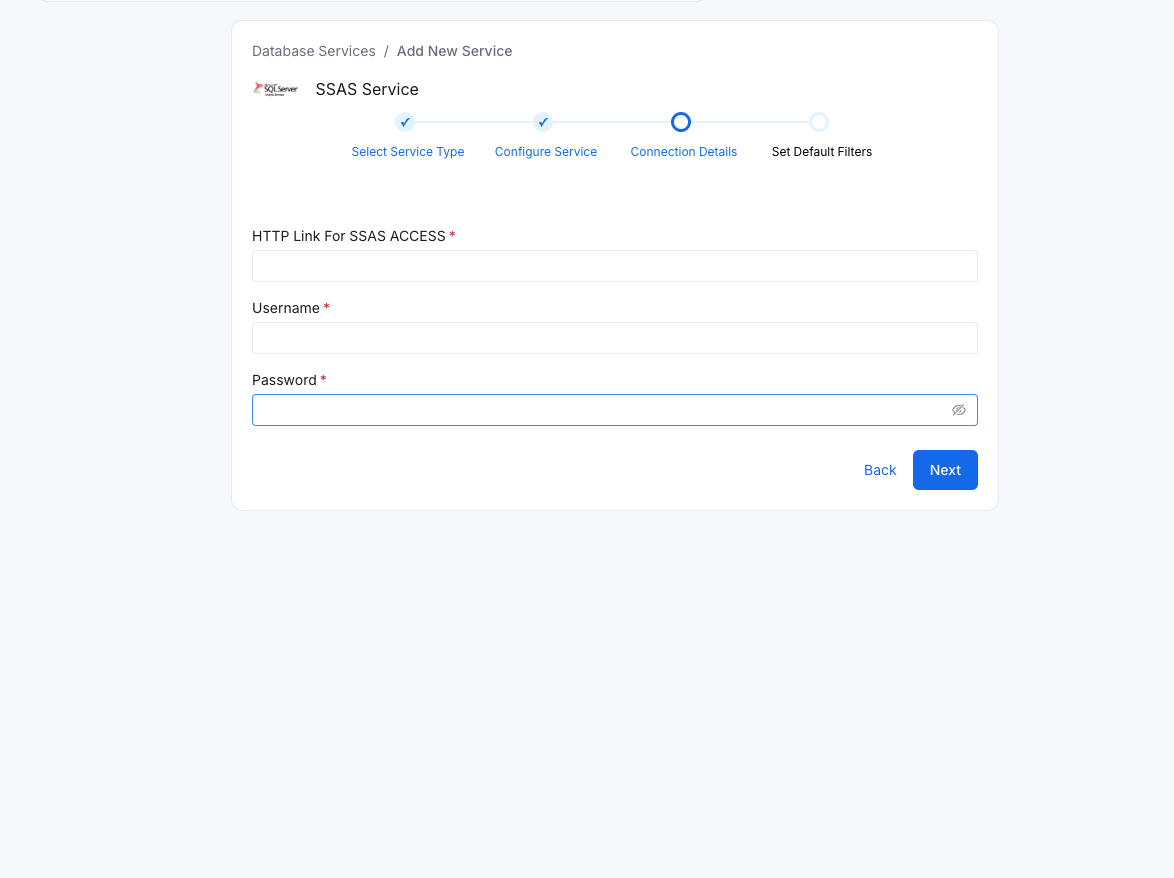 Database Services / Add New Service
SQL Server
SSAS Service
✓ ✓
Select Service Type Configure Service Connection Details Set Default Filters
HTTP Link For SSAS ACCESS *
Username *
Password *
Back Next